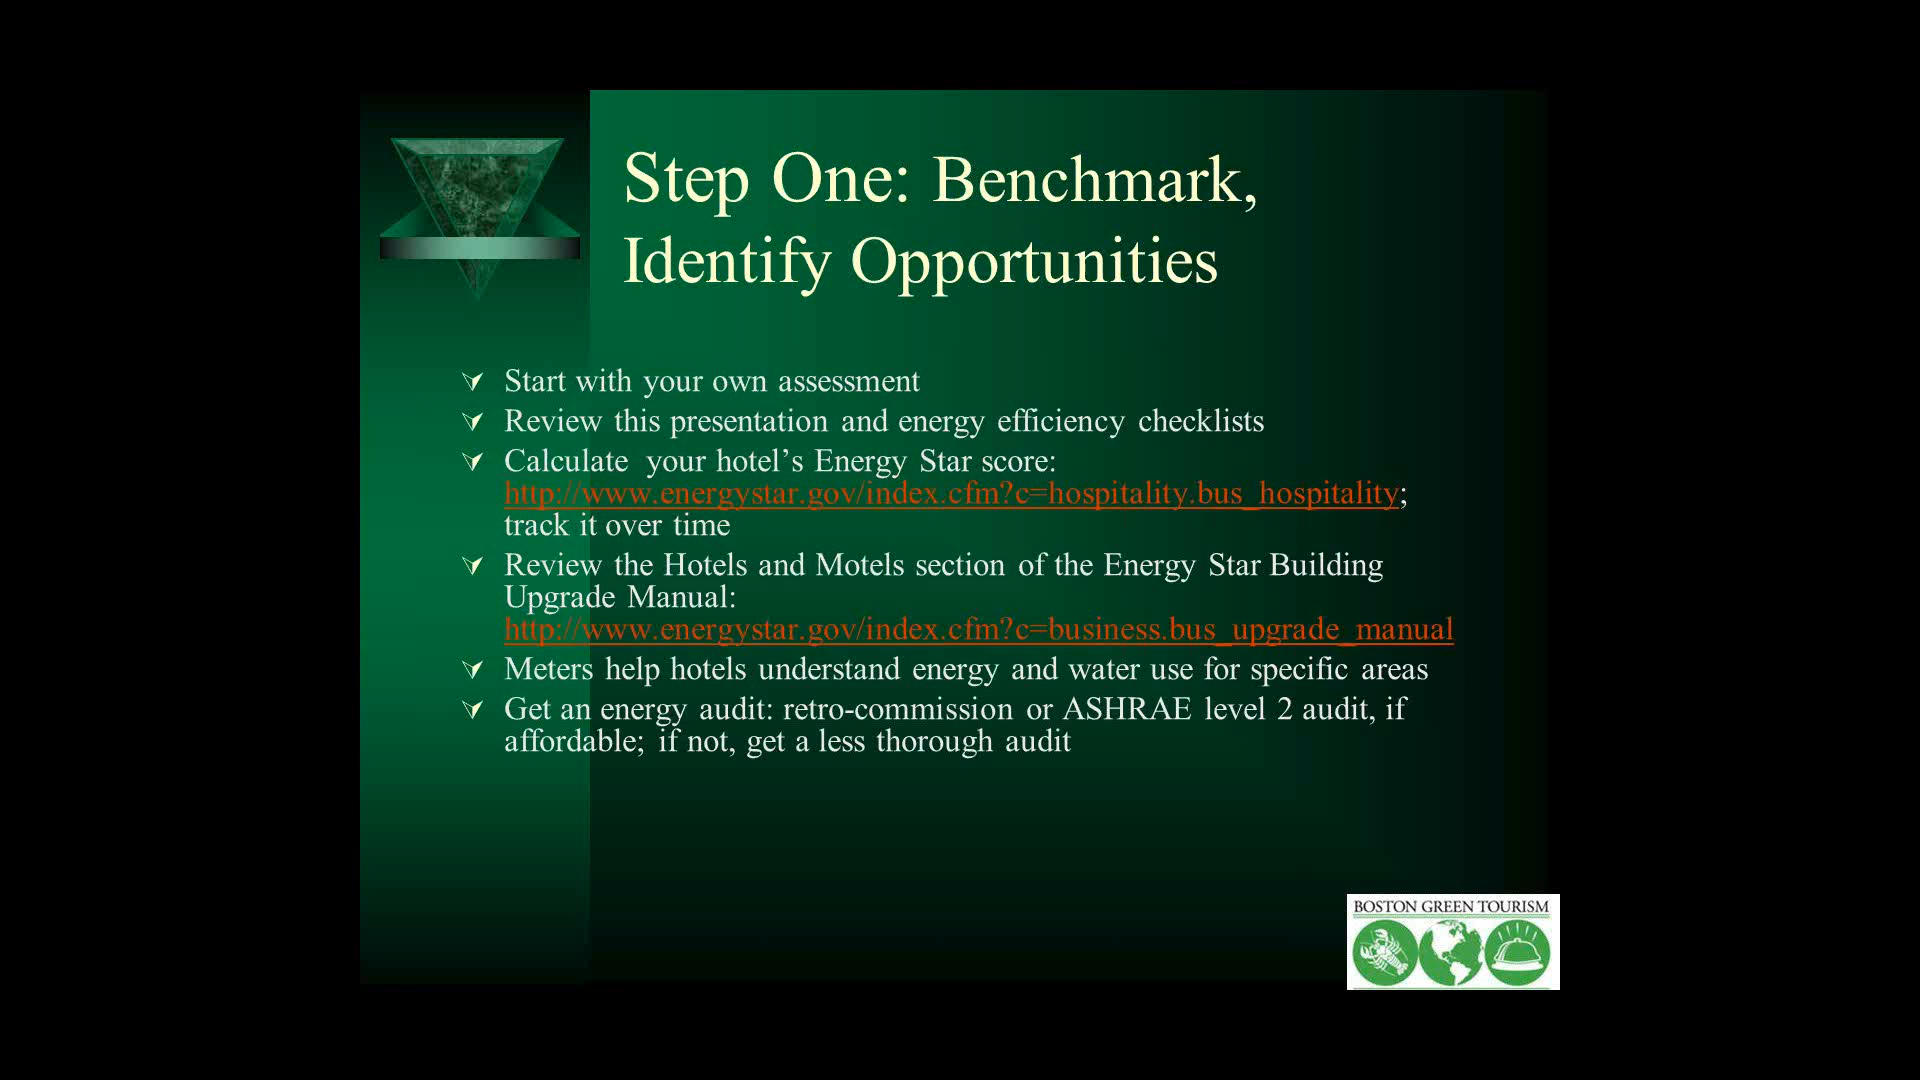 Step One: Benchmark,
Identify Opportunities
Start with your own assessment
Review this presentation and energy efficiency checklists
Calculate your hotel’s Energy Star score:
http://www.energystar.gov/index.cfm?c=hospitality.bus_hospitality;
track it over time
Review the Hotels and Motels section of the Energy Star Building
Upgrade Manual:
http://www.energystar.gov/index.cfm?c=business.bus_upgrade_manual
Meters help hotels understand energy and water use for specific areas
Get an energy audit: retro-commission or ASHRAE level 2 audit, if
affordable; if not, get a less thorough audit
BOSTON GREEN TOURISM